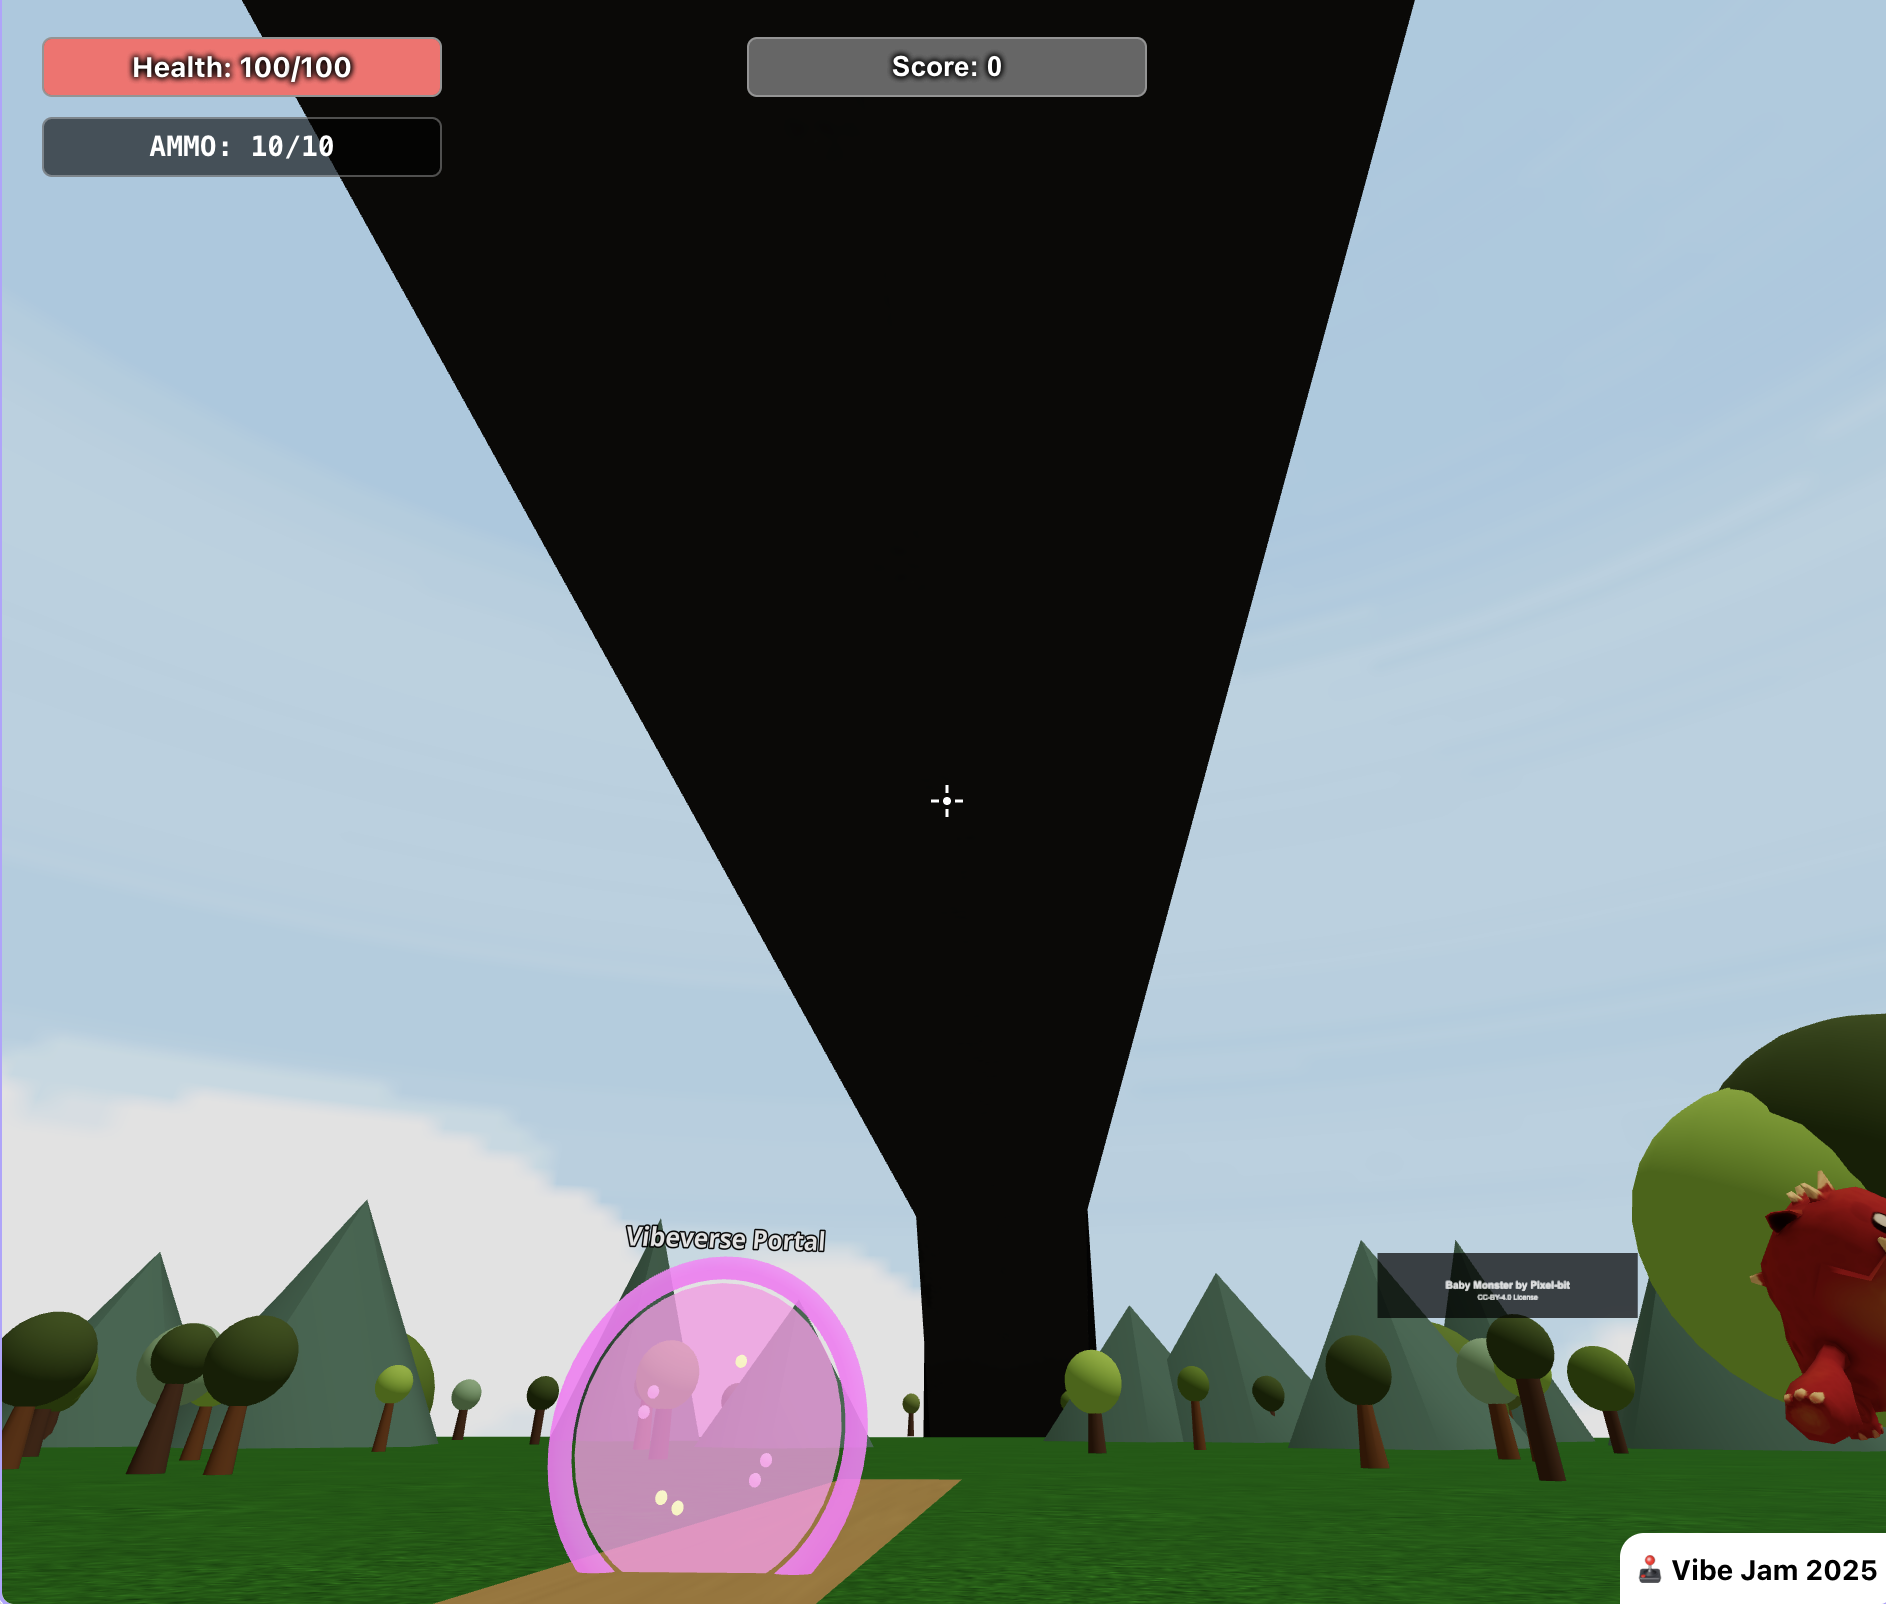 Health: 100/100
Score: 0
AMMO: 10/10
Vibeverse Portal
Baby Monster by Pixel-bit
CC-BY-4.0 License
Vibe Jam 2025